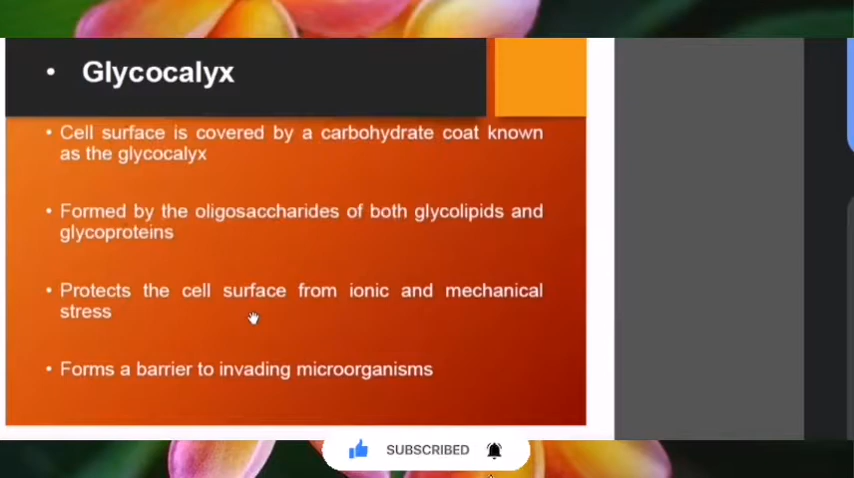 • Glycocalyx
• Cell surface is covered by a carbohydrate coat known
as the glycocalyx
• Formed by the oligosaccharides of both glycolipids and
glycoproteins
• Protects the cell surface from ionic and mechanical
stress
• Forms a barrier to invading microorganisms
SUBSCRIBED